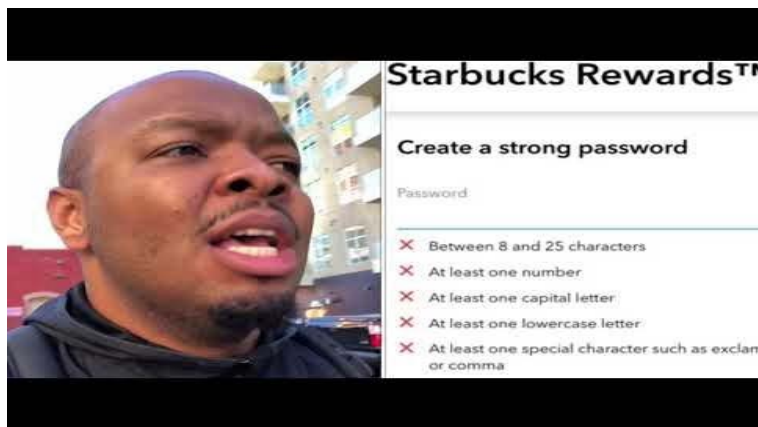 Starbucks Rewards™
Create a strong password
Password
Between 8 and 25 characters
At least one number
At least one capital letter
At least one lowercase letter
At least one special character such as exclam
or comma